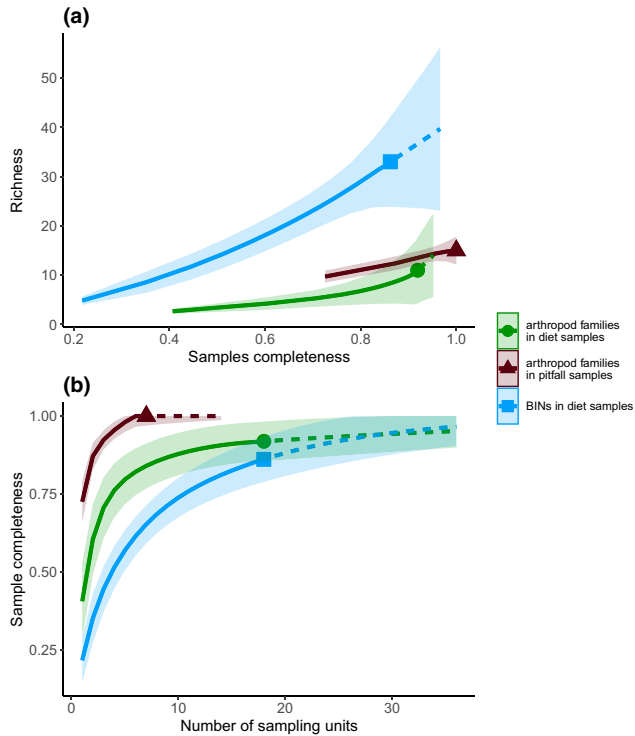 (a)
Richness
50
40
30
20
10
0
0.2
0.4
0.6
0.8
1.0
Samples completeness
arthropod families
in diet samples
arthropod families
in pitfall samples
BINs in diet samples
(b)
Sample completeness
1.00
0.75
0.50
0.25
0
10
20
30
Number of sampling units